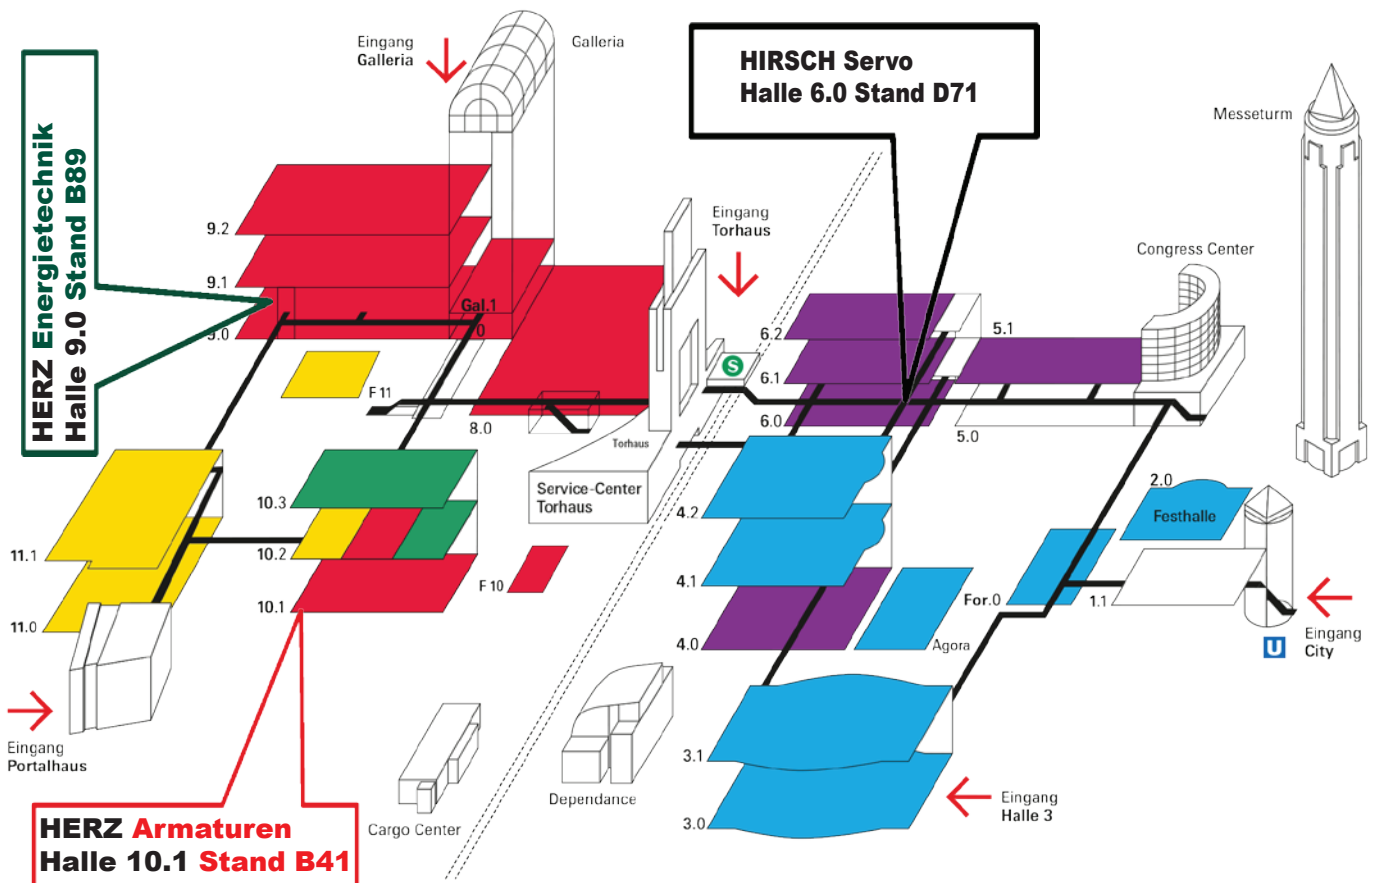 Eingang
Galleria
Galleria
HIRSCH Servo
Halle 6.0 Stand D71
Messeturm
HERZ Energietechnik
Halle 9.0 Stand B89
Eingang
Torhaus
Congress Center
9.2
9.1
Gal.1
0
6.2
5.1
6.1
S
F 11
8.0
6.0
5.0
Torhaus
Service-Center
Torhaus
2.0
Festhalle
10.3
4.2
11.1
10.2
4.1
F 10
10.1
For.0
1.1
11.0
4.0
Agora
U
Eingang
City
Eingang
Portalhaus
3.1
Dependance
Eingang
Halle 3
3.0
Cargo Center
HERZ Armaturen
Halle 10.1 Stand B41